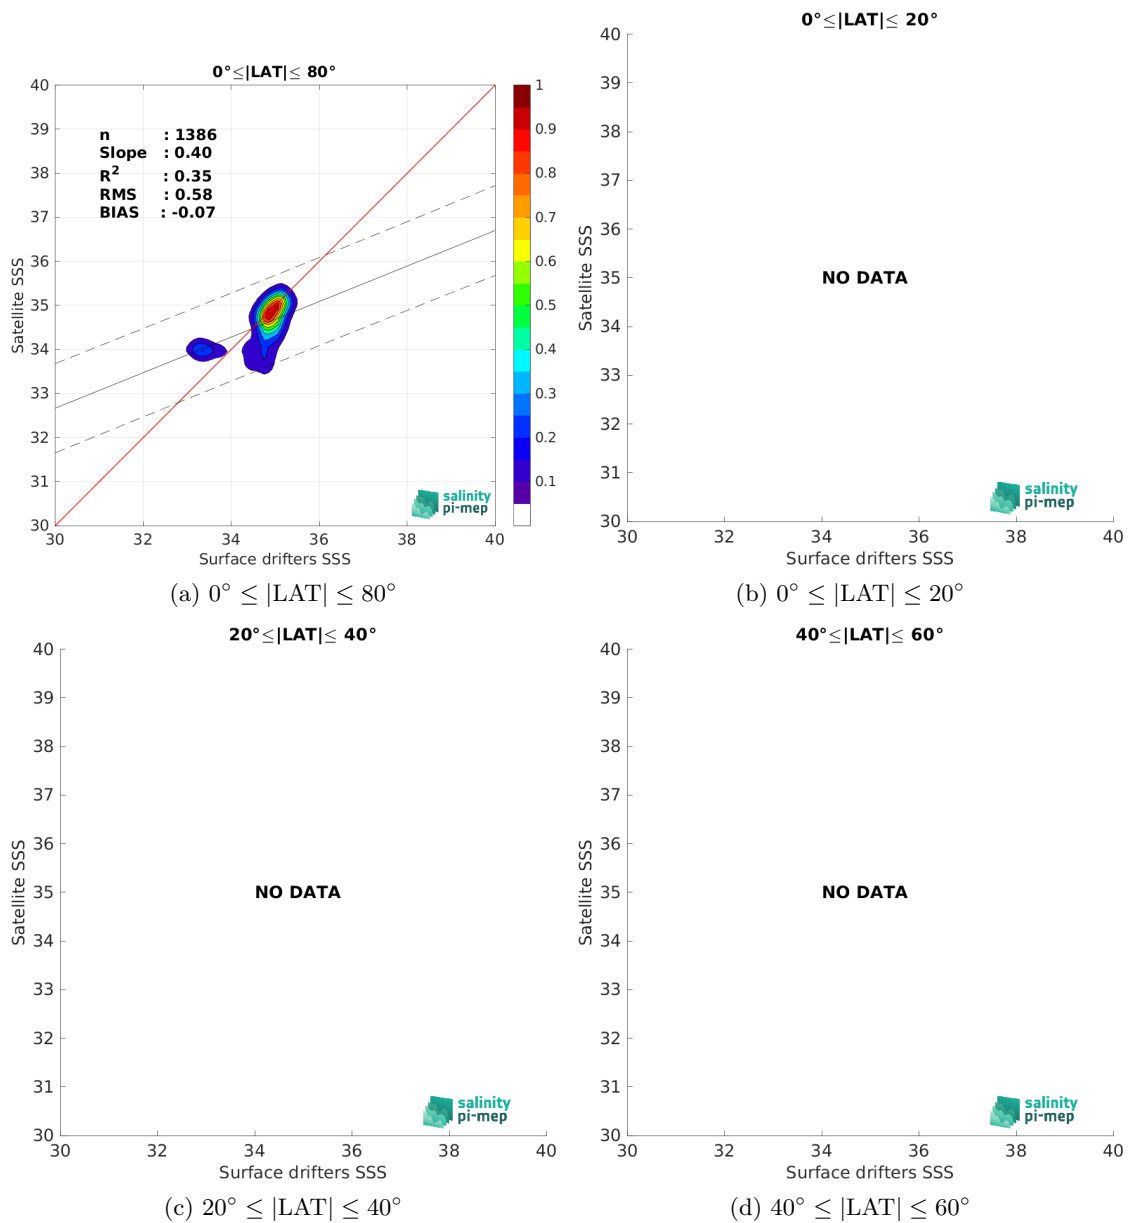 0°≤|LAT|≤ 80°
40
39
38
37
36
35
34
33
32
31
30
Satellite SSS
n : 1386
Slope : 0.40
R² : 0.35
RMS : 0.58
BIAS : -0.07
salinity
pi-mep
30 32 34 36 38 40
Surface drifters SSS
1
0.9
0.8
0.7
0.6
0.5
0.4
0.3
0.2
0.1
(a) 0° ≤ |LAT| ≤ 80°
0°≤|LAT|≤ 20°
40
39
38
37
36
35
34
33
32
31
30
Satellite SSS
NO DATA
salinity
pi-mep
30 32 34 36 38 40
Surface drifters SSS
(b) 0° ≤ |LAT| ≤ 20°
20°≤|LAT|≤ 40°
40
39
38
37
36
35
34
33
32
31
30
Satellite SSS
NO DATA
salinity
pi-mep
30 32 34 36 38 40
Surface drifters SSS
(c) 20° ≤ |LAT| ≤ 40°
40°≤|LAT|≤ 60°
40
39
38
37
36
35
34
33
32
31
30
Satellite SSS
NO DATA
salinity
pi-mep
30 32 34 36 38 40
Surface drifters SSS
(d) 40° ≤ |LAT| ≤ 60°